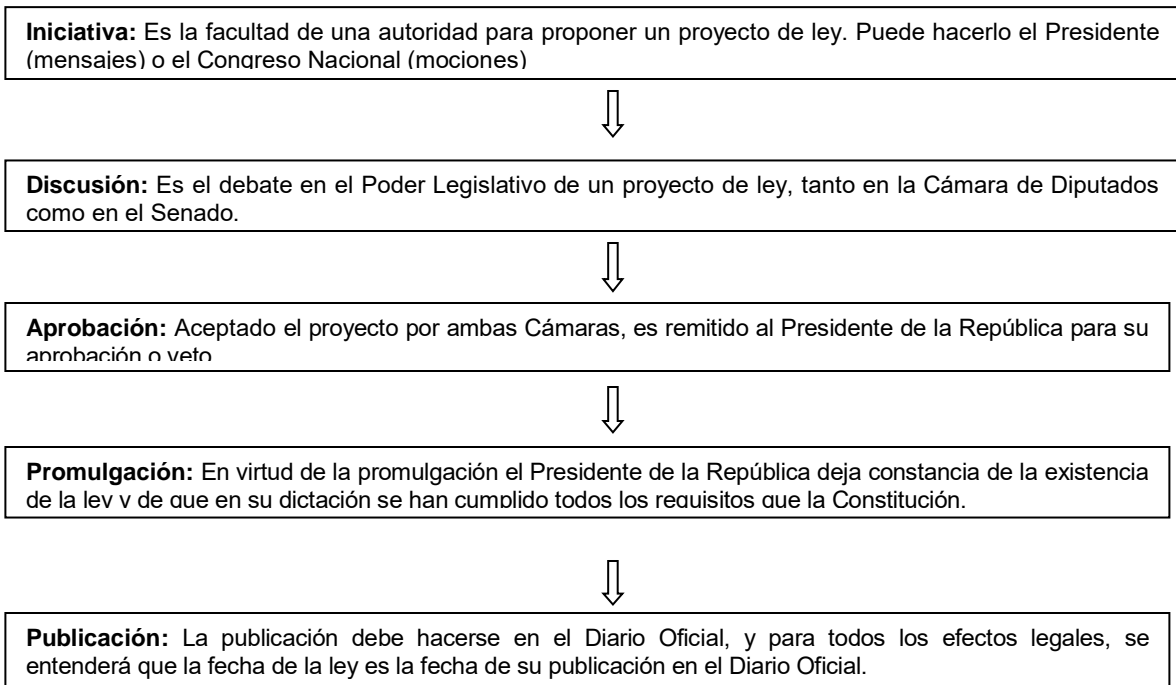 Iniciativa: Es la facultad de una autoridad para proponer un proyecto de ley. Puede hacerlo el Presidente
(mensajes) o el Congreso Nacional (mociones)
Discusión: Es el debate en el Poder Legislativo de un proyecto de ley, tanto en la Cámara de Diputados
como en el Senado.
Aprobación: Aceptado el proyecto por ambas Cámaras, es remitido al Presidente de la República para su
aprobación o veto
Promulgación: En virtud de la promulgación el Presidente de la República deja constancia de la existencia
de la ley y de que en su dictación se han cumplido todos los requisitos que la Constitución.
Publicación: La publicación debe hacerse en el Diario Oficial, y para todos los efectos legales, se
entenderá que la fecha de la ley es la fecha de su publicación en el Diario Oficial.